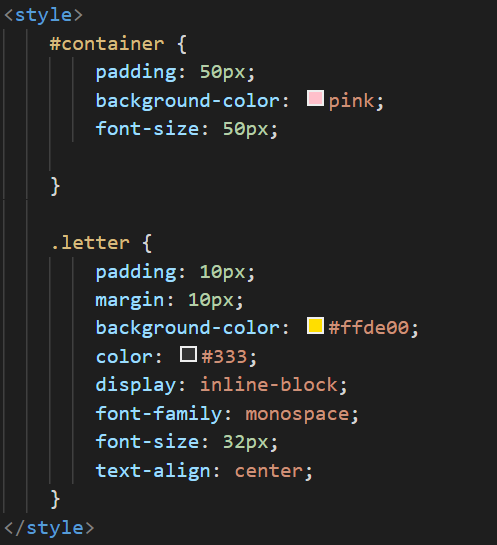 <style>
#container {
padding: 50px;
background-color: pink;
font-size: 50px;
}
.letter {
padding: 10px;
margin: 10px;
background-color: #ffde00;
color: #333;
display: inline-block;
font-family: monospace;
font-size: 32px;
text-align: center;
}
</style>